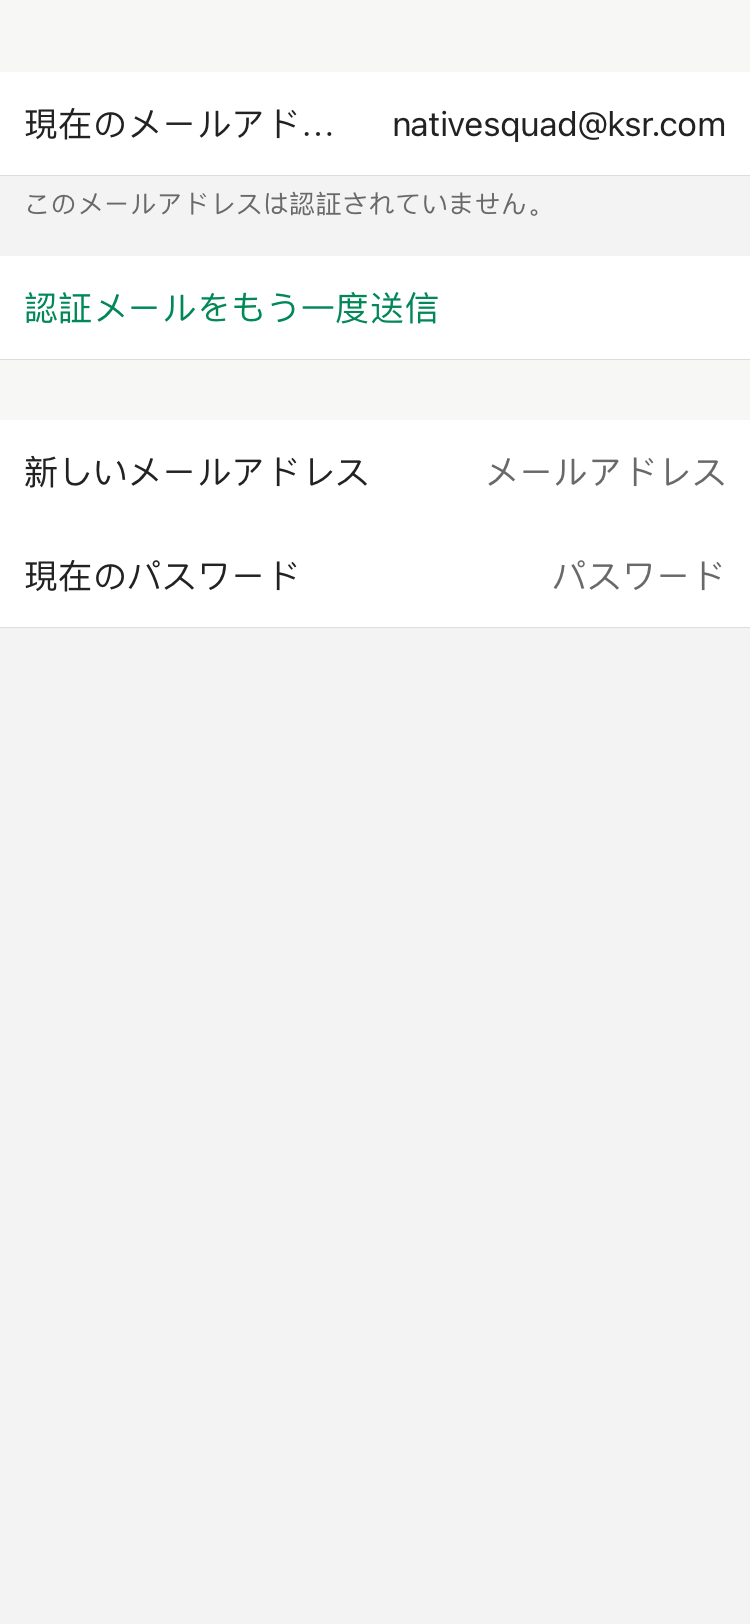 現在のメールアド… nativesquad@ksr.com
このメールアドレスは認証されていません。
認証メールをもう一度送信
新しいメールアドレス メールアドレス
現在のパスワード パスワード